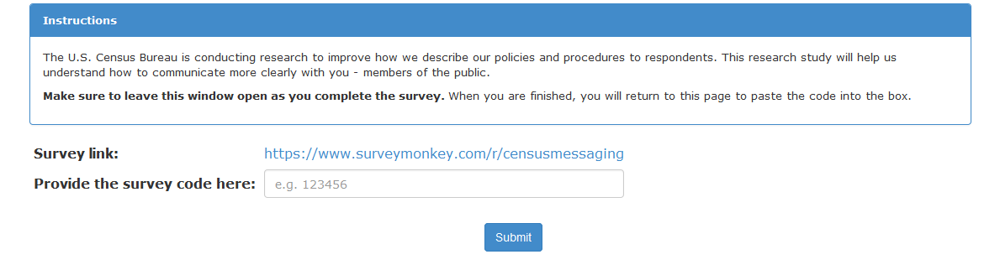 Instructions
The U.S. Census Bureau is conducting research to improve how we describe our policies and procedures to respondents. This research study will help us
understand how to communicate more clearly with you - members of the public.
Make sure to leave this window open as you complete the survey. When you are finished, you will return to this page to paste the code into the box.
Survey link: https://www.surveymonkey.com/r/censusmessaging
Provide the survey code here: e.g. 123456
Submit